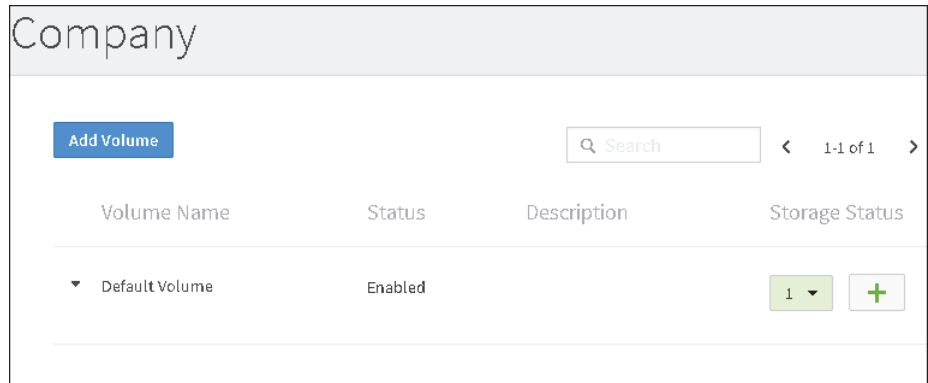 Company
Add Volume
Search
1-1 of 1
Volume Name Status Description Storage Status
Default Volume Enabled 1